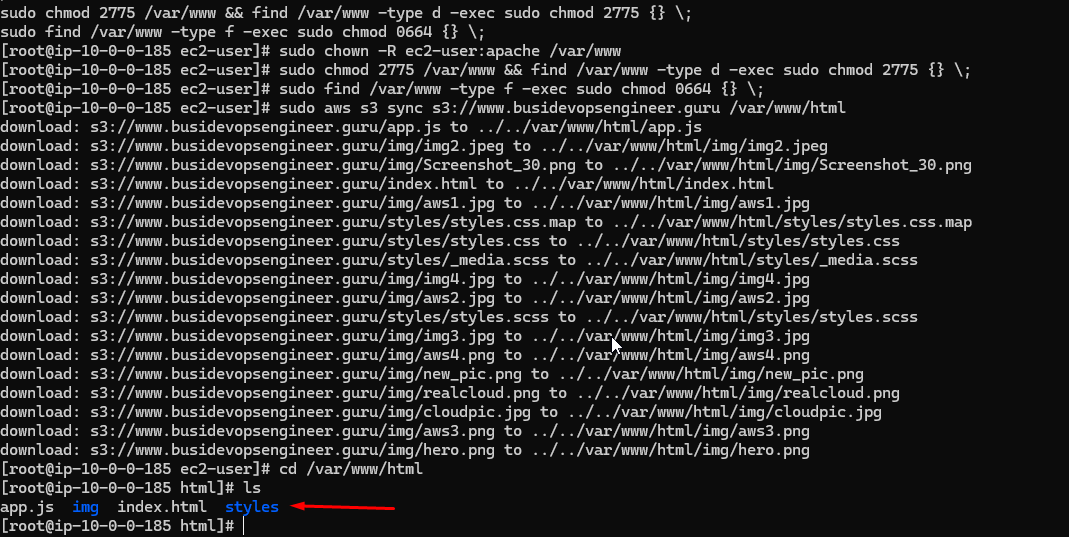 sudo chmod 2775 /var/www && find /var/www -type d -exec sudo chmod 2775 {} \;
sudo find /var/www -type f -exec sudo chmod 0664 {} \;
[root@ip-10-0-0-185 ec2-user]# sudo chown -R ec2-user:apache /var/www
[root@ip-10-0-0-185 ec2-user]# sudo chmod 2775 /var/www && find /var/www -type d -exec sudo chmod 2775 {} \;
[root@ip-10-0-0-185 ec2-user]# sudo find /var/www -type f -exec sudo chmod 0664 {} \;
[root@ip-10-0-0-185 ec2-user]# sudo aws s3 sync s3://www.busidevopsengineer.guru /var/www/html
download: s3://www.busidevopsengineer.guru/app.js to ../../var/www/html/app.js
download: s3://www.busidevopsengineer.guru/img/img2.jpeg to ../../var/www/html/img/img2.jpeg
download: s3://www.busidevopsengineer.guru/img/Screenshot_30.png to ../../var/www/html/img/Screenshot_30.png
download: s3://www.busidevopsengineer.guru/index.html to ../../var/www/html/index.html
download: s3://www.busidevopsengineer.guru/img/aws1.jpg to ../../var/www/html/img/aws1.jpg
download: s3://www.busidevopsengineer.guru/styles/styles.css.map to ../../var/www/html/styles/styles.css.map
download: s3://www.busidevopsengineer.guru/styles/styles.css to ../../var/www/html/styles/styles.css
download: s3://www.busidevopsengineer.guru/styles/_media.scss to ../../var/www/html/styles/_media.scss
download: s3://www.busidevopsengineer.guru/img/img4.jpg to ../../var/www/html/img/img4.jpg
download: s3://www.busidevopsengineer.guru/img/aws2.jpg to ../../var/www/html/img/aws2.jpg
download: s3://www.busidevopsengineer.guru/styles/styles.scss to ../../var/www/html/styles/styles.scss
download: s3://www.busidevopsengineer.guru/img/img3.jpg to ../../var/www/html/img/img3.jpg
download: s3://www.busidevopsengineer.guru/img/aws4.png to ../../var/www/html/img/aws4.png
download: s3://www.busidevopsengineer.guru/img/new_pic.png to ../../var/www/html/img/new_pic.png
download: s3://www.busidevopsengineer.guru/img/realcloud.png to ../../var/www/html/img/realcloud.png
download: s3://www.busidevopsengineer.guru/img/cloudpic.jpg to ../../var/www/html/img/cloudpic.jpg
download: s3://www.busidevopsengineer.guru/img/aws3.png to ../../var/www/html/img/aws3.png
download: s3://www.busidevopsengineer.guru/img/hero.png to ../../var/www/html/img/hero.png
[root@ip-10-0-0-185 ec2-user]# cd /var/www/html
[root@ip-10-0-0-185 html]# ls
app.js  img  index.html  styles
[root@ip-10-0-0-185 html]#